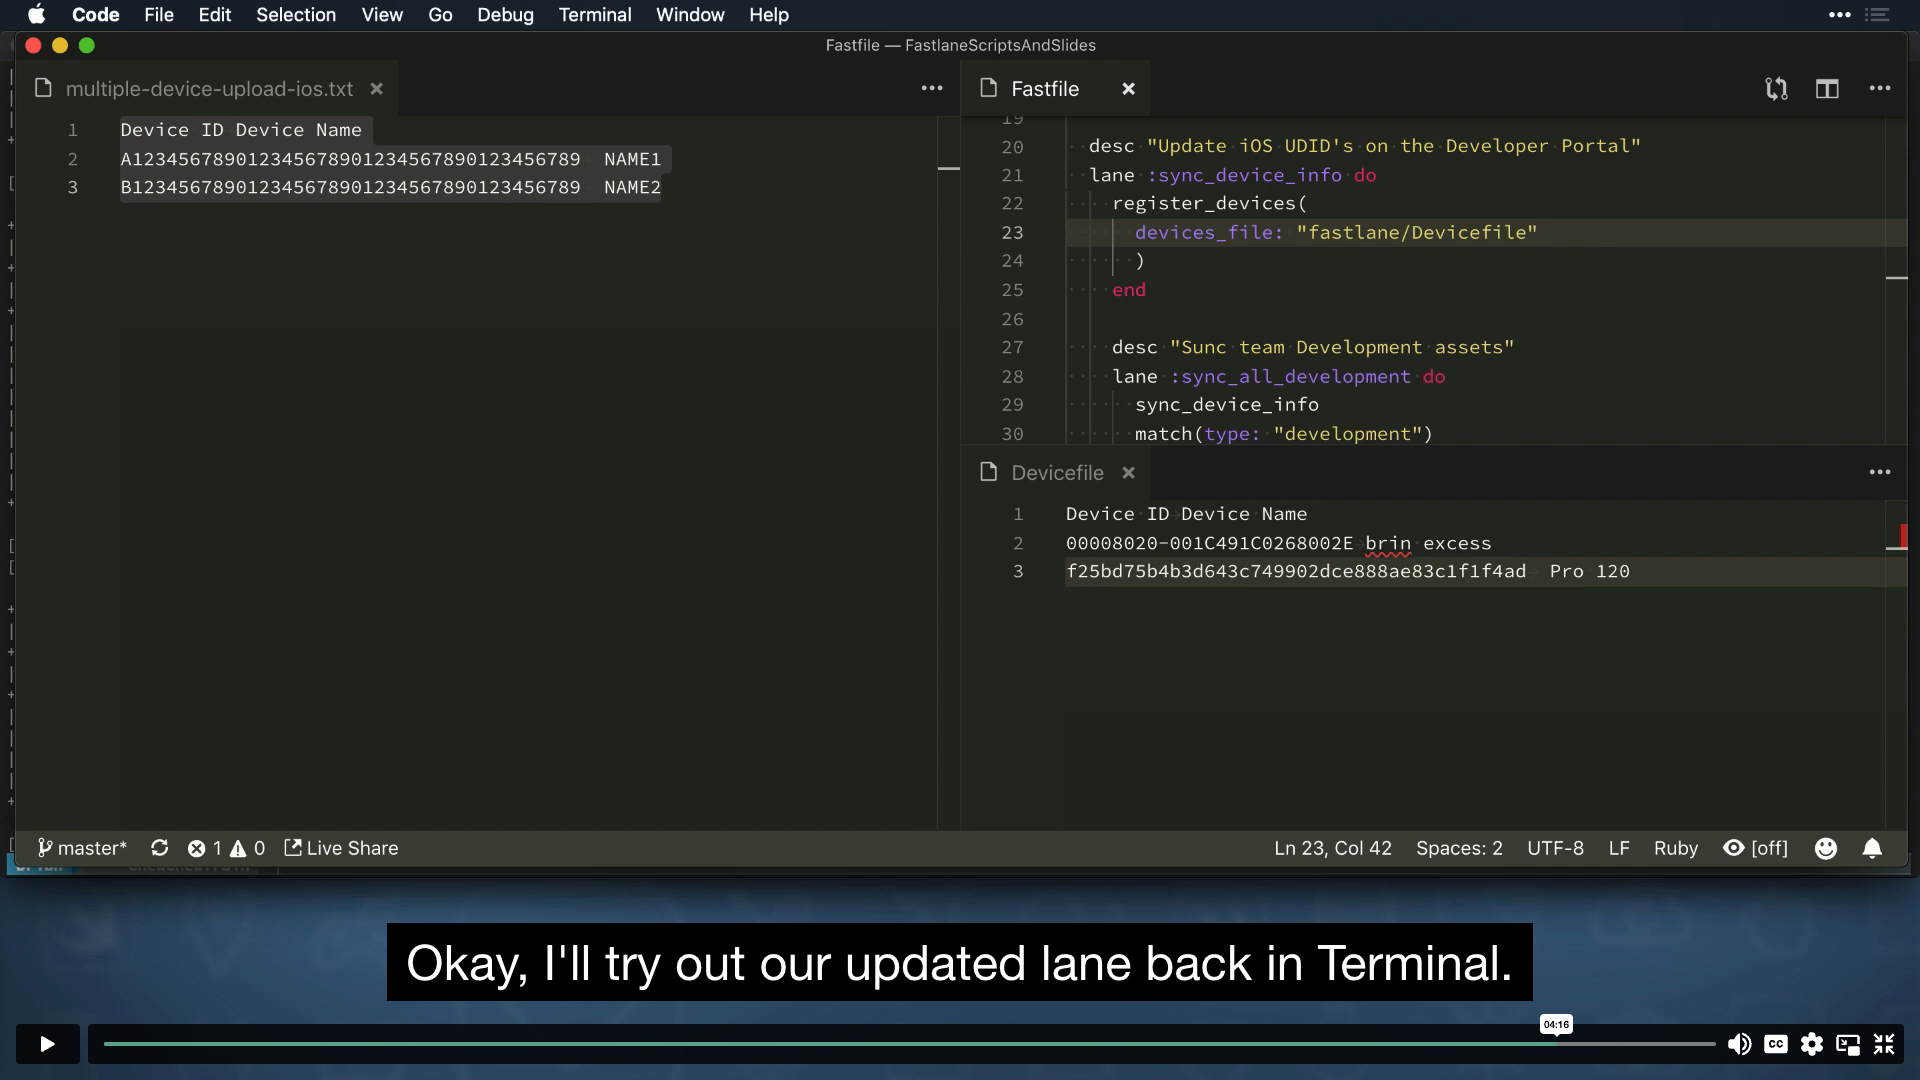 Code File Edit Selection View Go Debug Terminal Window Help
Fastfile — FastlaneScriptsAndSlides
multiple-device-upload-ios.txt
1 Device ID Device Name
2 A123456789012345678901234567890123456789 NAME1
3 B123456789012345678901234567890123456789 NAME2
Fastfile
19
20 desc "Update iOS UDID's on the Developer Portal"
21 lane :sync_device_info do
22 register_devices(
23 devices_file: "fastlane/Devicefile"
24 )
25 end
26
27 desc "Sunc team Development assets"
28 lane :sync_all_development do
29 sync_device_info
30 match(type: "development")
Devicefile
1 Device ID Device Name
2 00008020-001C491C0268002E brin excess
3 f25bd75b4b3d643c749902dce888ae83c1f1f4ad Pro 120
master* 1 0 Live Share
Ln 23, Col 42 Spaces: 2 UTF-8 LF Ruby [off]
Okay, I'll try out our updated lane back in Terminal.
04:16
CC